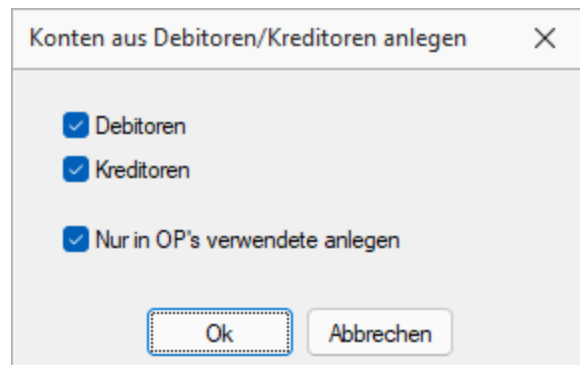 Konten aus Debitoren/Kreditoren anlegen
Debitoren
Kreditoren
Nur in OP's verwendete anlegen
Ok Abbrechen